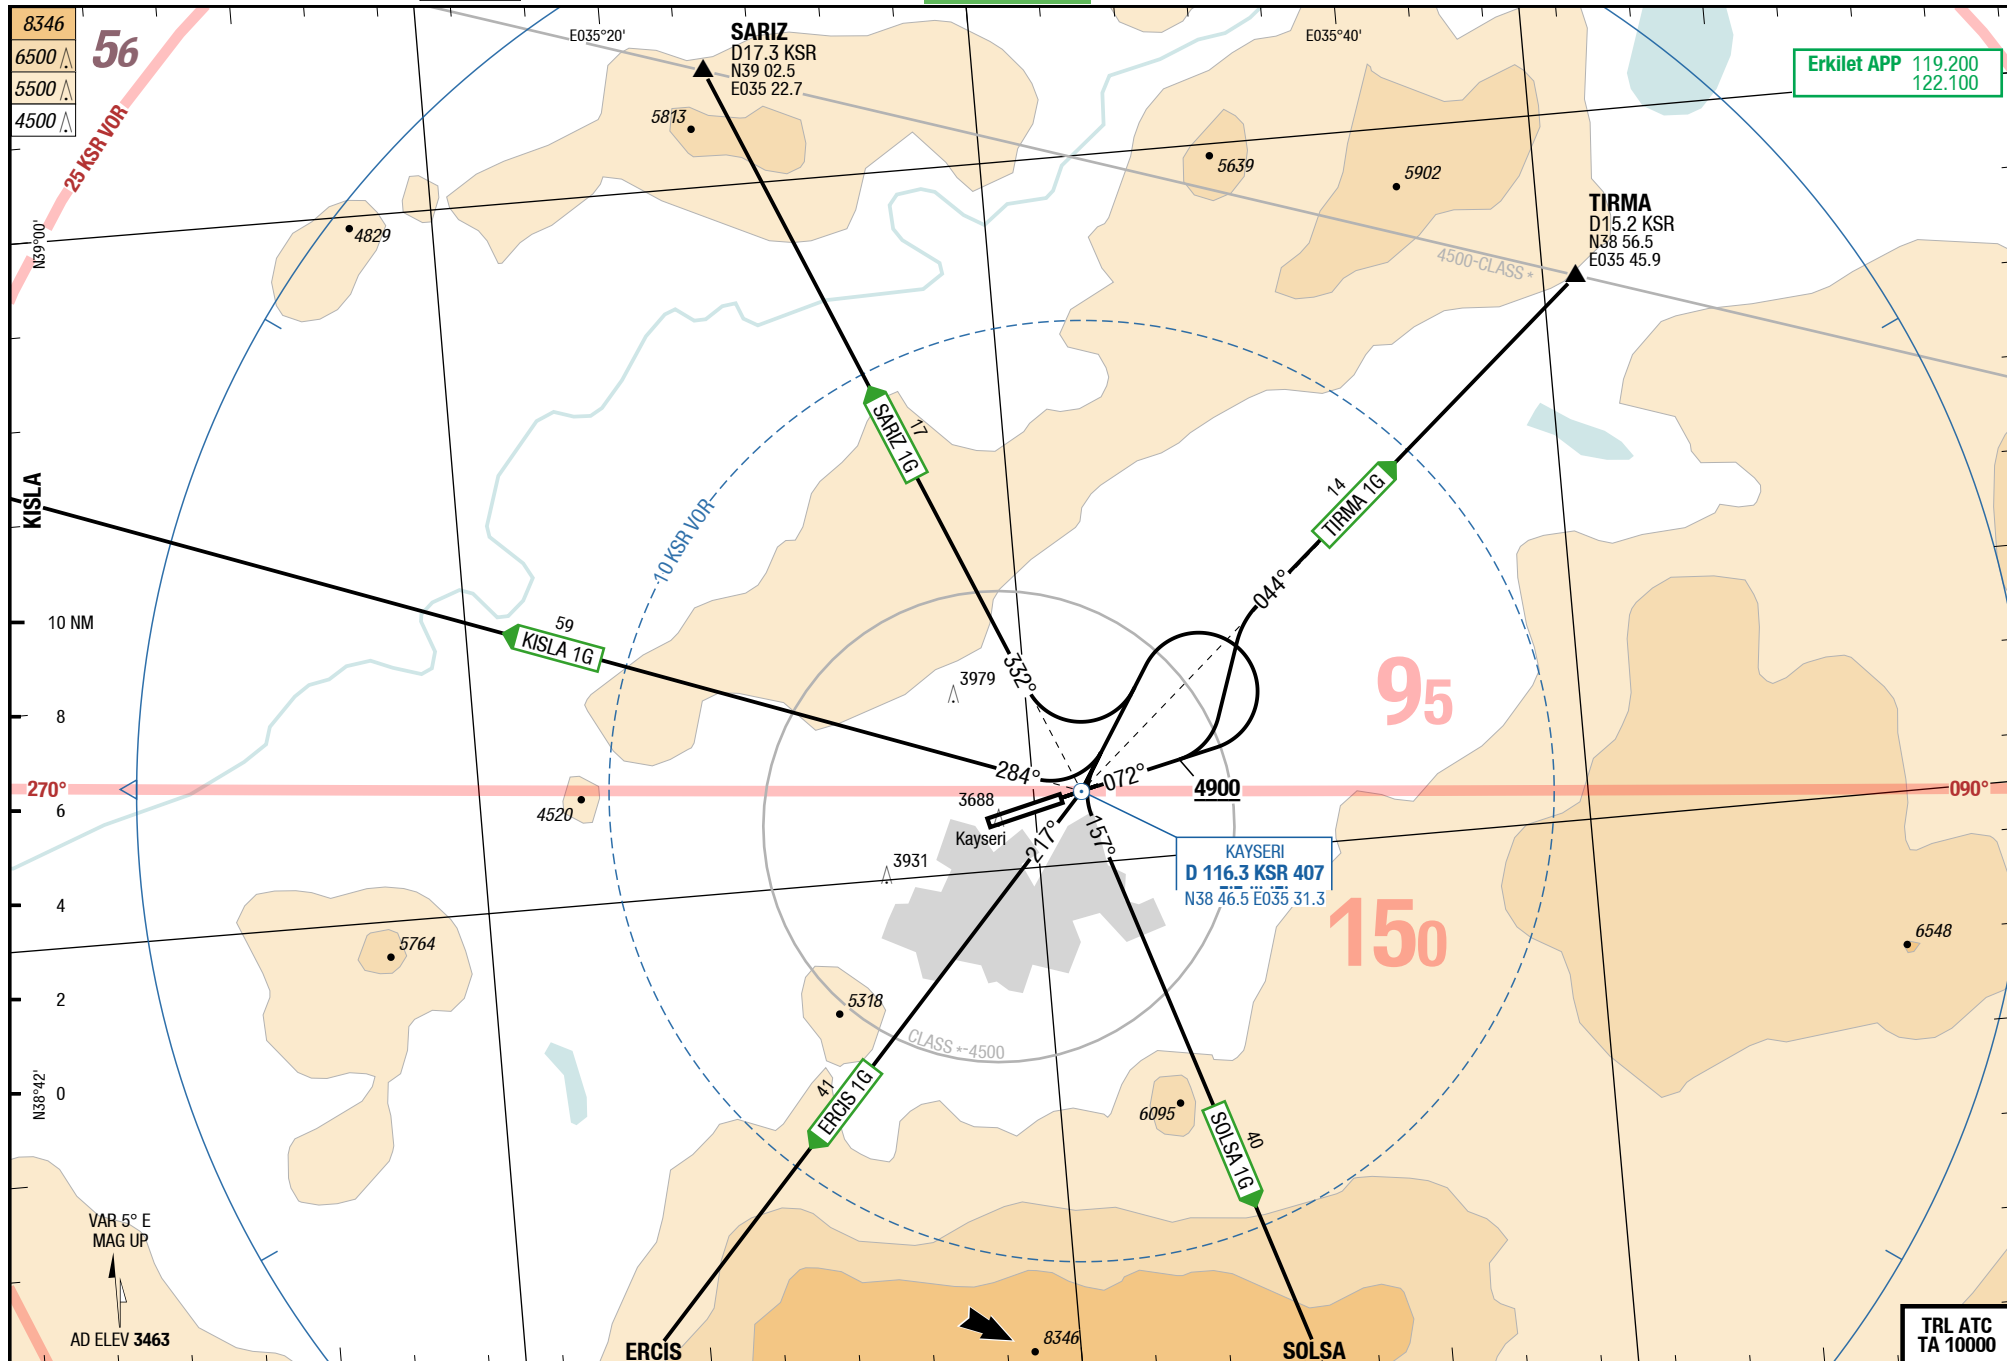 8346
6500
5500
4500
56
25 KSR VOR
E035°20'
SARIZ
D17.3 KSR
N39 02.5
E035 22.7
E035°40'
Erkilet APP 119.200
122.100
5813
5639
5902
TIRMA
D15.2 KSR
N38 56.5
E035 45.9
4500-CLASS *
N39°00'
4829
SARIZ 1G
17
14
TIRMA 1G
KISLA
10 KSR VOR
044°
10 NM
59
KISLA 1G
332°
3979
95
8
284°
072°
4900
270°
090°
6
4520
3688
Kayseri
217°
157°
3931
KAYSERI
D 116.3 KSR 407
N38 46.5 E035 31.3
4
5764
150
6548
2
5318
CLASS *-4500
N38°42'
0
41
ERCIS 1G
6095
SOLSA 1G
40
VAR 5° E
MAG UP
AD ELEV 3463
ERCIS
8346
SOLSA
TRL ATC
TA 10000